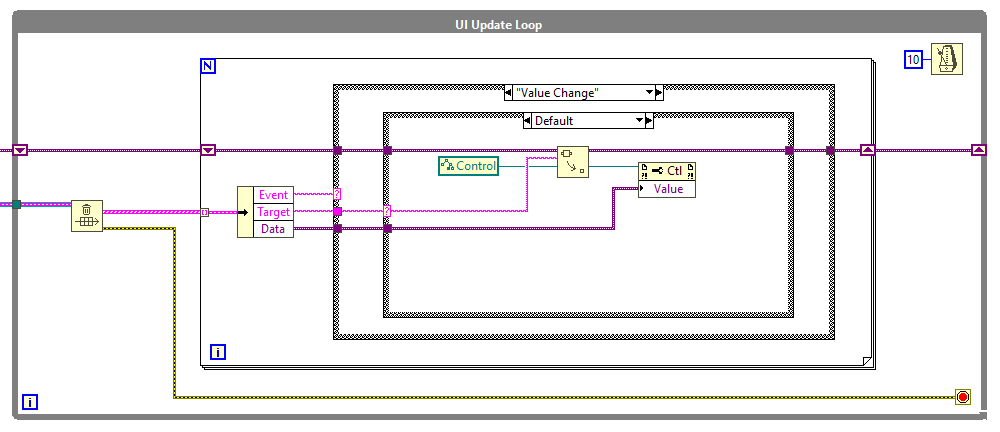 UI Update Loop
N
10
"Value Change"
Default
Control
Ctl
Value
Event
?
Target
?
Data
i
i